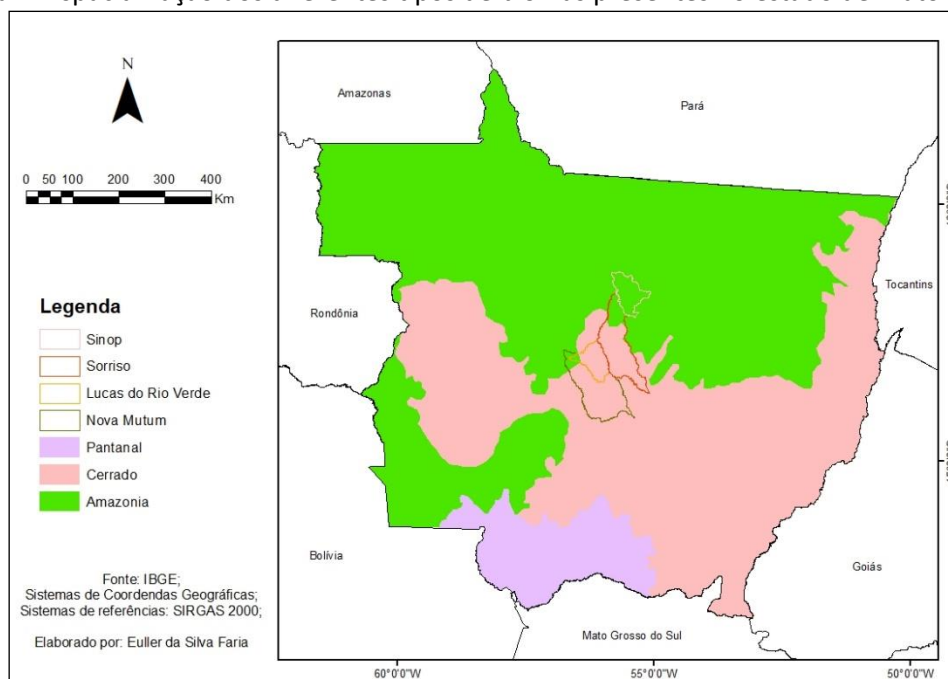 N
0 50 100 200 300 400
Km
Legenda
Sinop
Sorriso
Lucas do Rio Verde
Nova Mutum
Pantanal
Cerrado
Amazonia
Fonte: IBGE;
Sistemas de Coordendas Geográficas;
Sistemas de referências: SIRGAS 2000;
Elaborado por: Euller da Silva Faria
Amazonas
Pará
Rondônia
Tocantins
Bolívia
Goiás
Mato Grosso do Sul
60°0'0"W 55°0'0"W 50°0'0"W